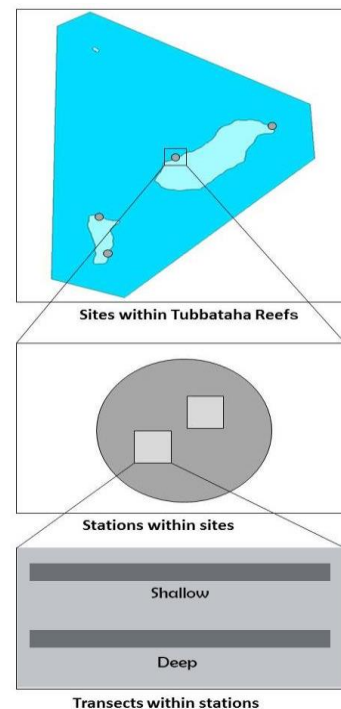 Sites within Tubbataha Reefs
Stations within sites
Shallow
Deep
Transects within stations